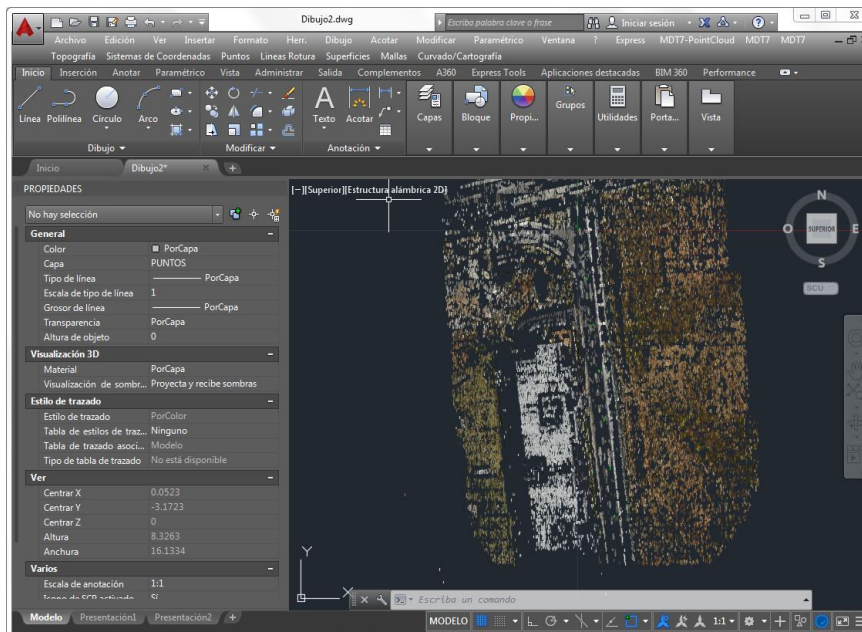 Dibujo2.dwg
Escriba palabra clave o frase
Iniciar sesión
Archivo Edición Ver Insertar Formato Herr. Dibujo Acotar Modificar Paramétrico Ventana ? Express MDT7-PointCloud MDT7 MDT7
Topografía Sistemas de Coordenadas Puntos Lineas Rotura Superficies Mallas Curvado/Cartografía
Inicio Inserción Anotar Paramétrico Vista Administrar Salida Complementos A360 Express Tools Aplicaciones destacadas BIM 360 Performance
Línea Polilínea Círculo Arco Texto Acotar Capas Bloque Propi... Grupos Utilidades Porta... Vista
Dibujo Modificar Anotación
Inicio Dibujo2* +
PROPIEDADES
[−][Superior][Estructura alámbrica 2D]
No hay selección
General
Color PorCapa
Capa PUNTOS
Tipo de línea PorCapa
Escala de tipo de línea 1
Grosor de línea PorCapa
Transparencia PorCapa
Altura de objeto 0
Visualización 3D
Material PorCapa
Visualización de sombr... Proyecta y recibe sombras
Estilo de trazado
Estilo de trazado PorColor
Tabla de estilos de traz... Ninguno
Tabla de trazado asoci... Modelo
Tipo de tabla de trazado No está disponible
Ver
Centrar X 0.0523
Centrar Y -3.1723
Centrar Z 0
Altura 8.3263
Anchura 16.1334
Varios
Escala de anotación 1:1
Icono de SCP activado Sí
N
O SUPERIOR E
S
SCU
Y
X
Escriba un comando
Modelo Presentación1 Presentación2 +
MODELO 1:1